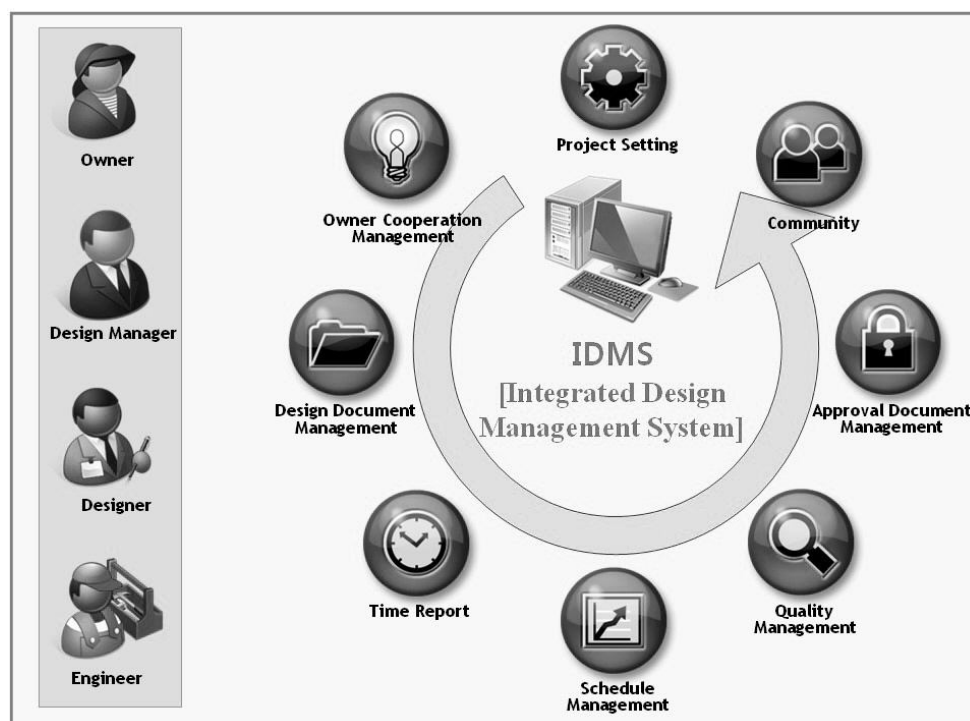 Owner
Design Manager
Designer
Engineer
Project Setting
Owner Cooperation
Management
Community
Design Document
Management
IDMS
[Integrated Design
Management System]
Approval Document
Management
Time Report
Quality
Management
Schedule
Management